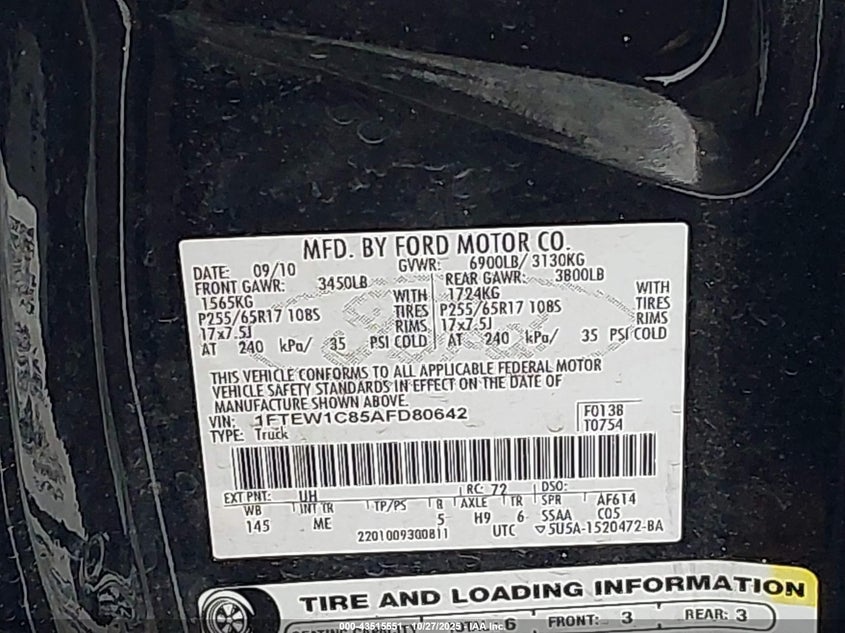 MFD. BY FORD MOTOR CO.
DATE: 09/10 GVWR: 6900LB/ 3130KG
FRONT GAWR: 3450LB REAR GAWR: 3800LB
1565KG WITH 1724KG WITH
P255/65R17 108S TIRES P255/65R17 108S TIRES
17x7.5J RIMS 17x7.5J RIMS
AT 240 kPa/ 35 PSI COLD AT 240 kPa/ 35 PSI COLD
THIS VEHICLE CONFORMS TO ALL APPLICABLE FEDERAL MOTOR
VEHICLE SAFETY STANDARDS IN EFFECT ON THE DATE OF
MANUFACTURE SHOWN ABOVE.
VIN: 1FTEW1C85AFD80642 F0138
TYPE: Truck T0754
EXT PNT: UH RC: 72 DSO:
WB INT TR TP/PS R AXLE TR SPR AF614
145 ME 5 H9 6 SSAA C05
2201009300811 UTC ▽5U5A-1520472-BA
TIRE AND LOADING INFORMATION
SEATING CAPACITY 6 FRONT: 3 REAR: 3
000-43515551 - 10/27/2025 - IAA Inc